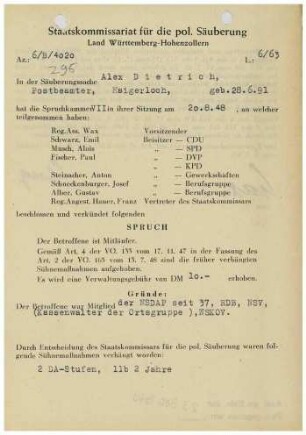 Staatskommissariat für die pol. Säuberung
Land Württemberg-Hohenzollern
Az.: 6/B/4020 L.: 6/63
295
In der Säuberungssache Alex Dietrich,
Postbeamter, Haigerloch, geb.28.6.91
hat die Spruchkammer VII in ihrer Sitzung am 20.8.48, an welcher
teilgenommen haben:
Reg.Ass. Wax Vorsitzender
Schwarz, Emil Beisitzer – CDU
Masch, Alois „ – SPD
Fischer, Paul „ – DVP
„ – KPD
Steimacher, Anton „ – Gewerkschaften
Schneckenburger, Josef „ – Berufsgruppe
Alber, Gustav „ – Berufsgruppe
Reg.Angest. Hauer, Franz Vertreter des Staatskommissars
beschlossen und verkündet folgenden
SPRUCH
Der Betroffene ist Mitläufer.
Gemäß Art. 4 der VO. 133 vom 17. 11. 47 in der Fassung des
Art. 2 der VO. 165 vom 13. 7. 48 sind die früher verhängten
Sühnemaßnahmen aufgehoben.
Es wird eine Verwaltungsgebühr von DM 10.- erhoben.
Gründe:
Der Betroffene war Mitglied der NSDAP seit 37, RDB, NSV,
(Kassenwalter der Ortsgruppe),NSKOV.
Durch Entscheidung des Staatskommissars für die pol. Säuberung waren fol-
gende Sühnemaßnahmen verhängt worden:
2 DA-Stufen, 11b 2 Jahre